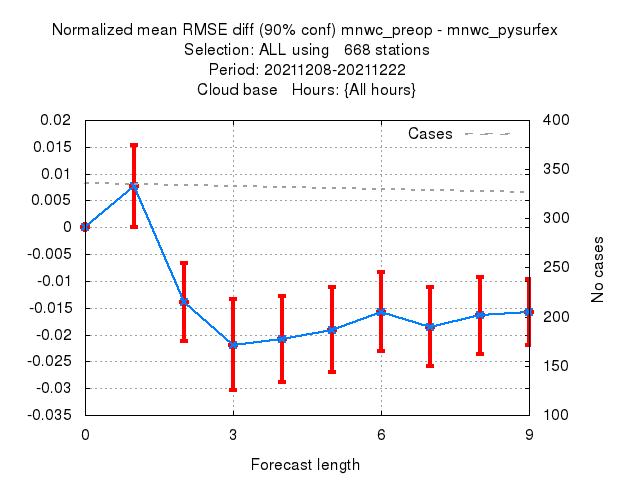 Normalized mean RMSE diff (90% conf) mnwc_preop - mnwc_pysurfex
Selection: ALL using 668 stations
Period: 20211208-20211222
Cloud base Hours: {All hours}
0.02 400
Cases
0.015
0.01 350
0.005
0 300
-0.005
-0.01 250
-0.015
-0.02 200
-0.025
-0.03 150
-0.035 100
No cases
0 3 6 9
Forecast length